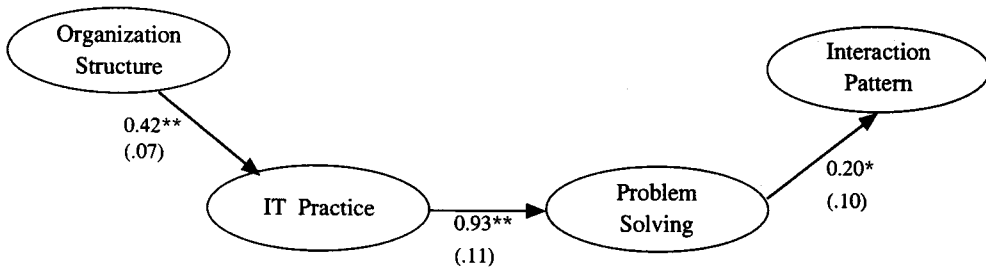 Organization
Structure
Interaction
Pattern
0.42**
(.07)
0.20*
(.10)
IT Practice
Problem
Solving
0.93**
(.11)